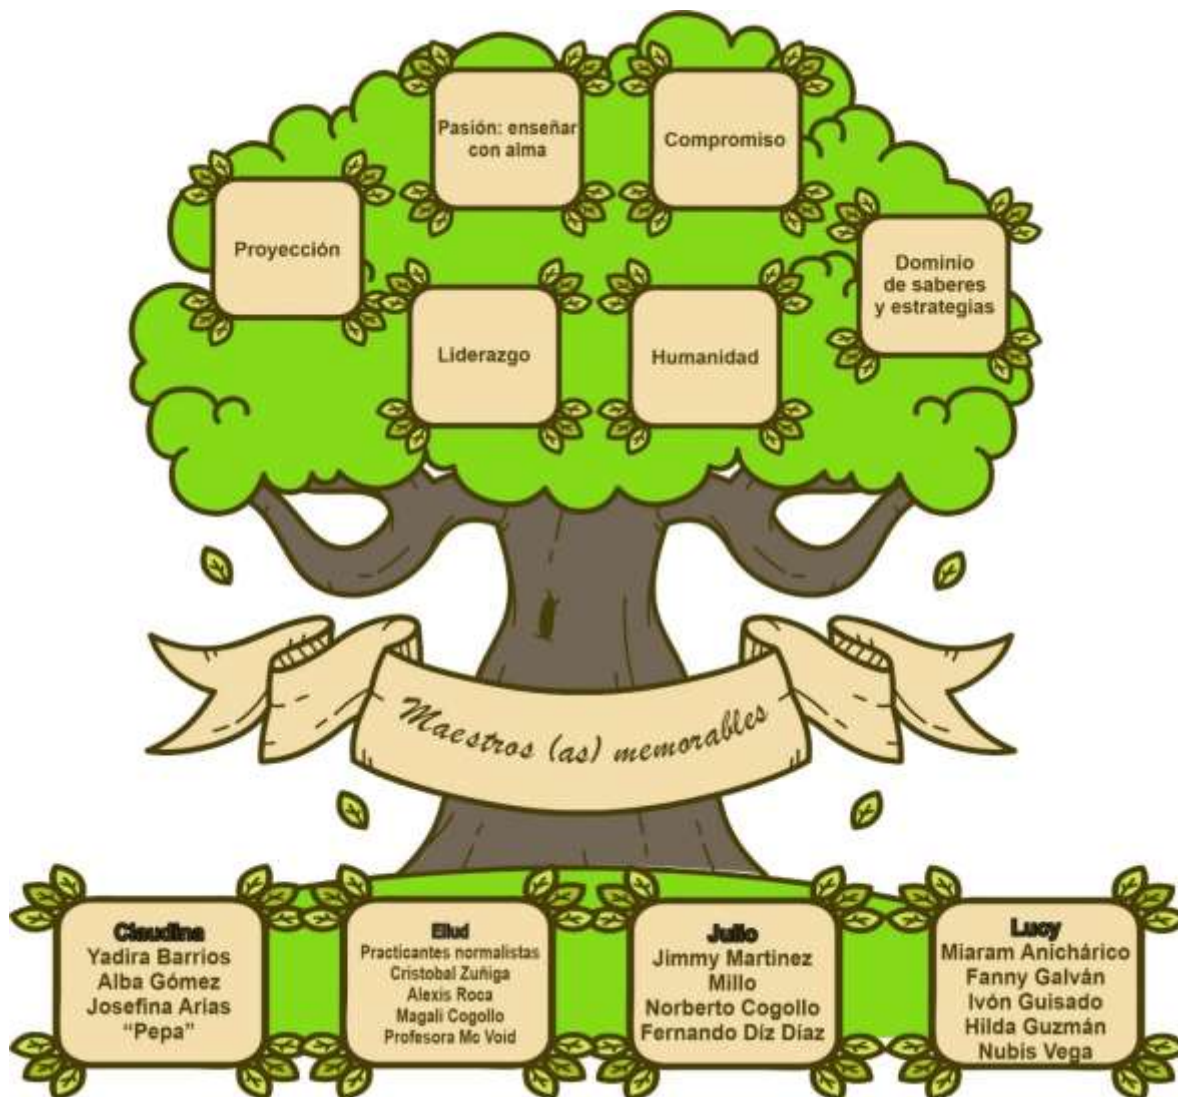 Pasión: enseñar
con alma
Compromiso
Proyección
Dominio
de saberes
y estrategias
Liderazgo
Humanidad
Maestros (as) memorables
Claudina
Yadira Barrios
Alba Gómez
Josefina Arias
“Pepa”
Eliud
Practicantes normalistas
Cristobal Zuñiga
Alexis Roca
Magali Cogollo
Profesora Mc Void
Julio
Jimmy Martinez
Millo
Norberto Cogollo
Fernando Díz Díaz
Lucy
Miaram Anichárico
Fanny Galván
Ivón Guisado
Hilda Guzmán
Nubis Vega